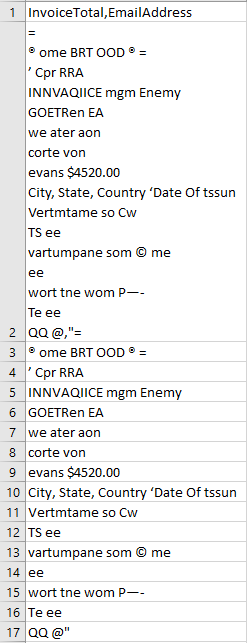 1 InvoiceTotal,EmailAddress
=
® ome BRT OOD ® =
’ Cpr RRA
INNVAQIICE mgm Enemy
GOETRen EA
we ater aon
corte von
evans $4520.00
City, State, Country ‘Date Of tssun
Vertmtame so Cw
TS ee
vartumpane som © me
ee
wort tne wom P—-
Te ee
2 QQ @,"=
3 ® ome BRT OOD ® =
4 ’ Cpr RRA
5 INNVAQIICE mgm Enemy
6 GOETRen EA
7 we ater aon
8 corte von
9 evans $4520.00
10 City, State, Country ‘Date Of tssun
11 Vertmtame so Cw
12 TS ee
13 vartumpane som © me
14 ee
15 wort tne wom P—-
16 Te ee
17 QQ @"